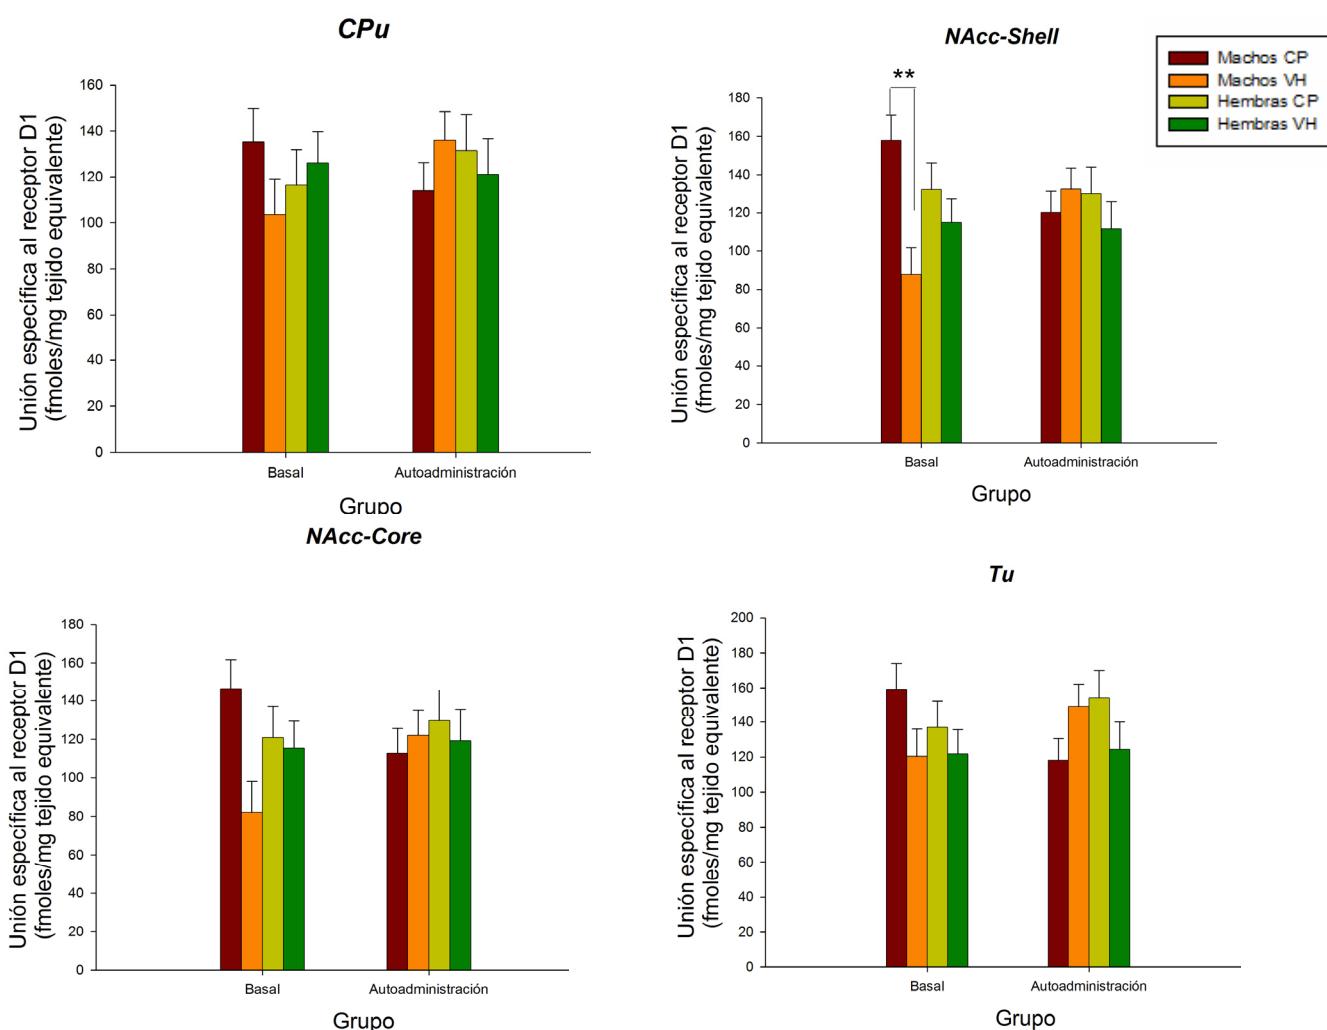 CPu
160
140
120
100
80
60
40
20
0
Unión específica al receptor D1
(fmoles/mg tejido equivalente)
Basal
Autoadministración
Grupo
NAcc-Shell
**
180
160
140
120
100
80
60
40
20
0
Unión específica al receptor D1
(fmoles/mg tejido equivalente)
Basal
Autoadministración
Grupo
Machos CP
Machos VH
Hembras CP
Hembras VH
NAcc-Core
180
160
140
120
100
80
60
40
20
0
Unión específica al receptor D1
(fmoles/mg tejido equivalente)
Basal
Autoadministración
Grupo
Tu
200
180
160
140
120
100
80
60
40
20
0
Unión específica al receptor D1
(fmoles/mg tejido equivalente)
Basal
Autoadministración
Grupo